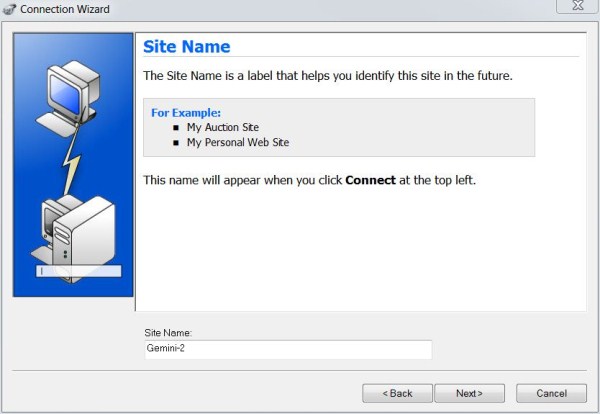 Connection Wizard
X
Site Name
The Site Name is a label that helps you identify this site in the future.
For Example:
■ My Auction Site
■ My Personal Web Site
This name will appear when you click Connect at the top left.
Site Name:
Gemini-2
< Back
Next >
Cancel